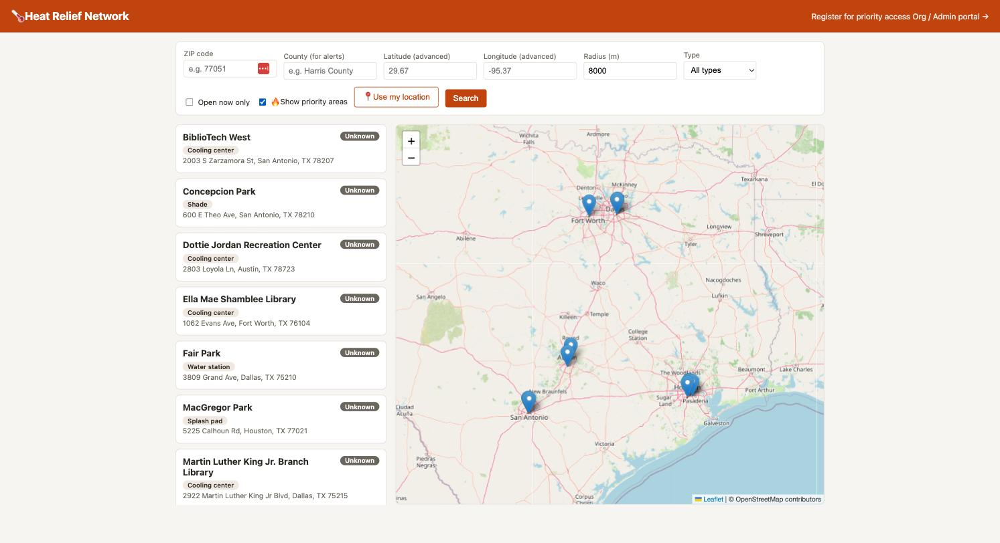 Heat Relief Network
Register for priority access Org / Admin portal →
ZIP code
e.g. 77051
County (for alerts)
e.g. Harris County
Latitude (advanced)
29.67
Longitude (advanced)
-95.37
Radius (m)
8000
Type
All types
Open now only
Show priority areas
Use my location
Search
BiblioTech West
Unknown
Cooling center
2003 S Zarzamora St, San Antonio, TX 78207
Concepcion Park
Unknown
Shade
600 E Theo Ave, San Antonio, TX 78210
Dottie Jordan Recreation Center
Unknown
Cooling center
2803 Loyola Ln, Austin, TX 78723
Ella Mae Shamblee Library
Unknown
Cooling center
1062 Evans Ave, Fort Worth, TX 76104
Fair Park
Unknown
Water station
3809 Grand Ave, Dallas, TX 75210
MacGregor Park
Unknown
Splash pad
5225 Calhoun Rd, Houston, TX 77021
Martin Luther King Jr. Branch
Library
Unknown
Cooling center
2922 Martin Luther King Jr Blvd, Dallas, TX 75215
+
−
Wichita
Falls
Ardmore
Texarkana
El Do
Denton
McKinney
Fort Worth
Abilene
Longview
Shreveport
Tyler
Nacogdoches
Lufkin
Waco
San Angelo
Killeen
Temple
College
Station
Round
The Woodlands
Beaumont
Lake Charles
Port Arthur
Sugar
Land
Pasadena
Galveston
New Braunfels
San Antonio
Ciudad
Acuña
Victoria
Piedras
Negras
Corpus
Christi
inas
Leaflet | © OpenStreetMap contributors